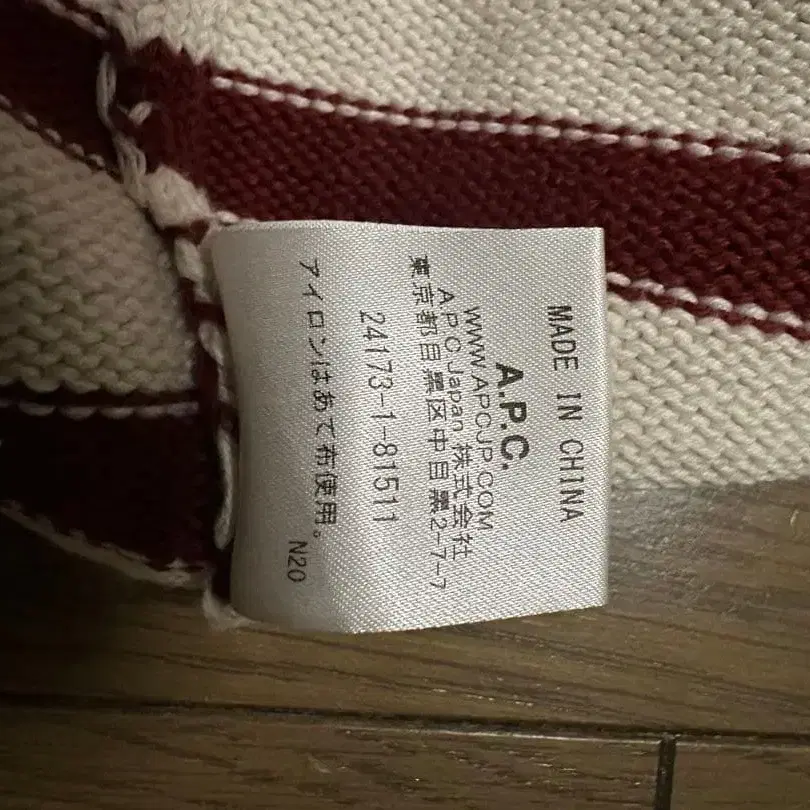 MADE IN CHINA
A.P.C.
WWW.APCJP.COM
APC Japan 株式会社
東京都目黒区中目黒2-7-7
24173-1-81511
アイロンはあて布使用。
N20